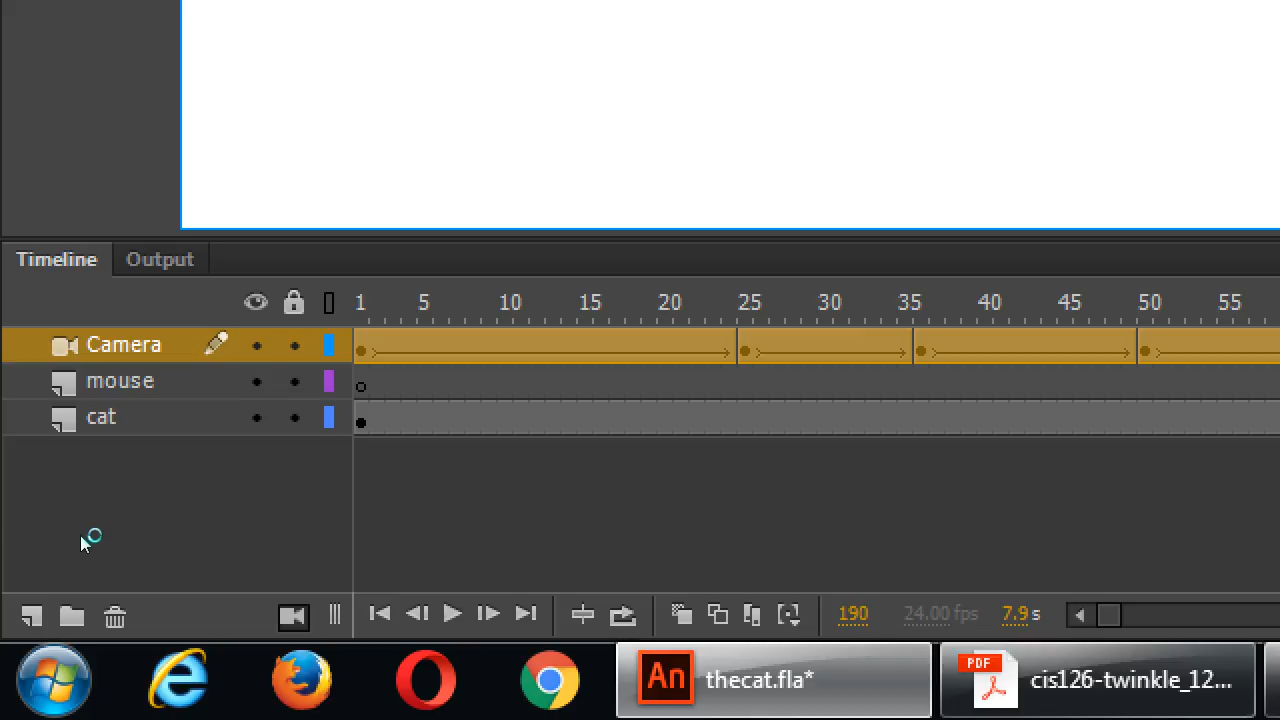 Timeline Output
1 5 10 15 20 25 30 35 40 45 50 55
Camera
mouse
cat
190 24.00 fps 7.9 s
An thecat.fla* PDF cis126-twinkle_12...